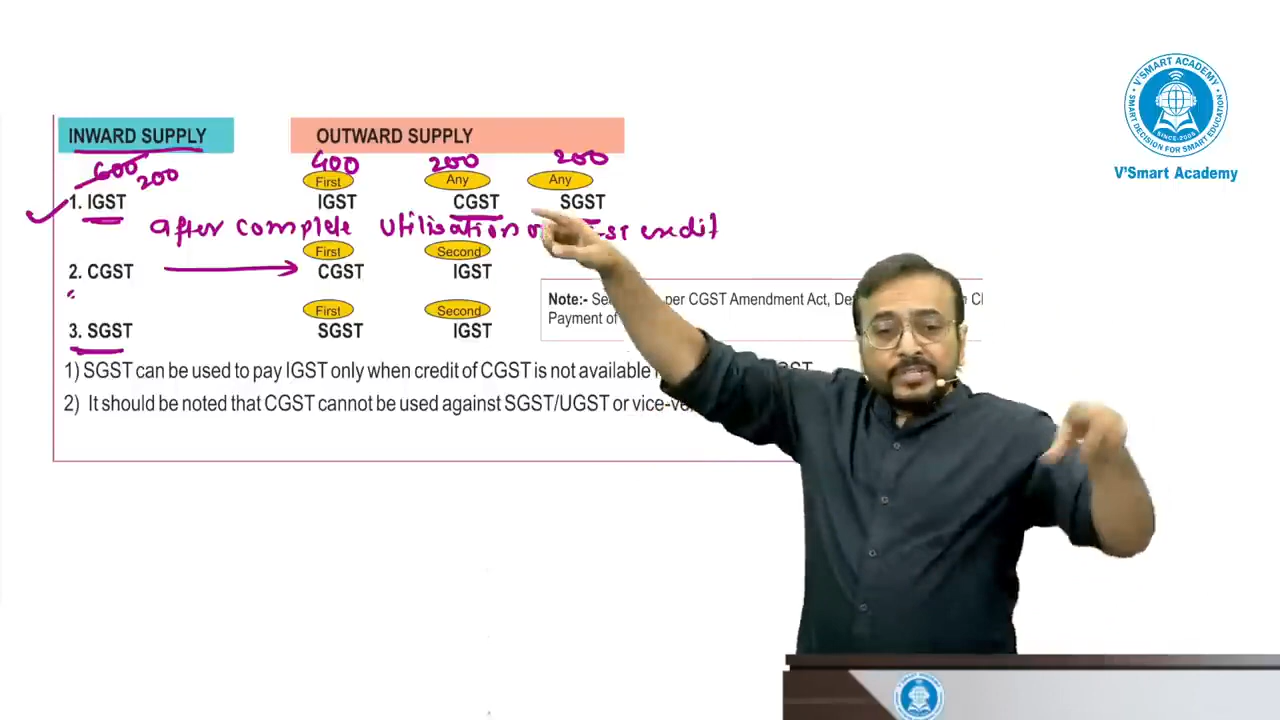 V'SMART ACADEMY
SMART DECISION FOR SMART EDUCATION
SINCE.2006
V'Smart Academy
INWARD SUPPLY OUTWARD SUPPLY
600 200 400 200 200
First Any Any
1. IGST IGST CGST SGST
After complete utilisation credit
First Second
2. CGST CGST IGST
First Second
3. SGST SGST IGST
Note:- per CGST Amendment Act,
Payment of
1) SGST can be used to pay IGST only when credit of CGST is not available
2) It should be noted that CGST cannot be used against SGST/UGST or